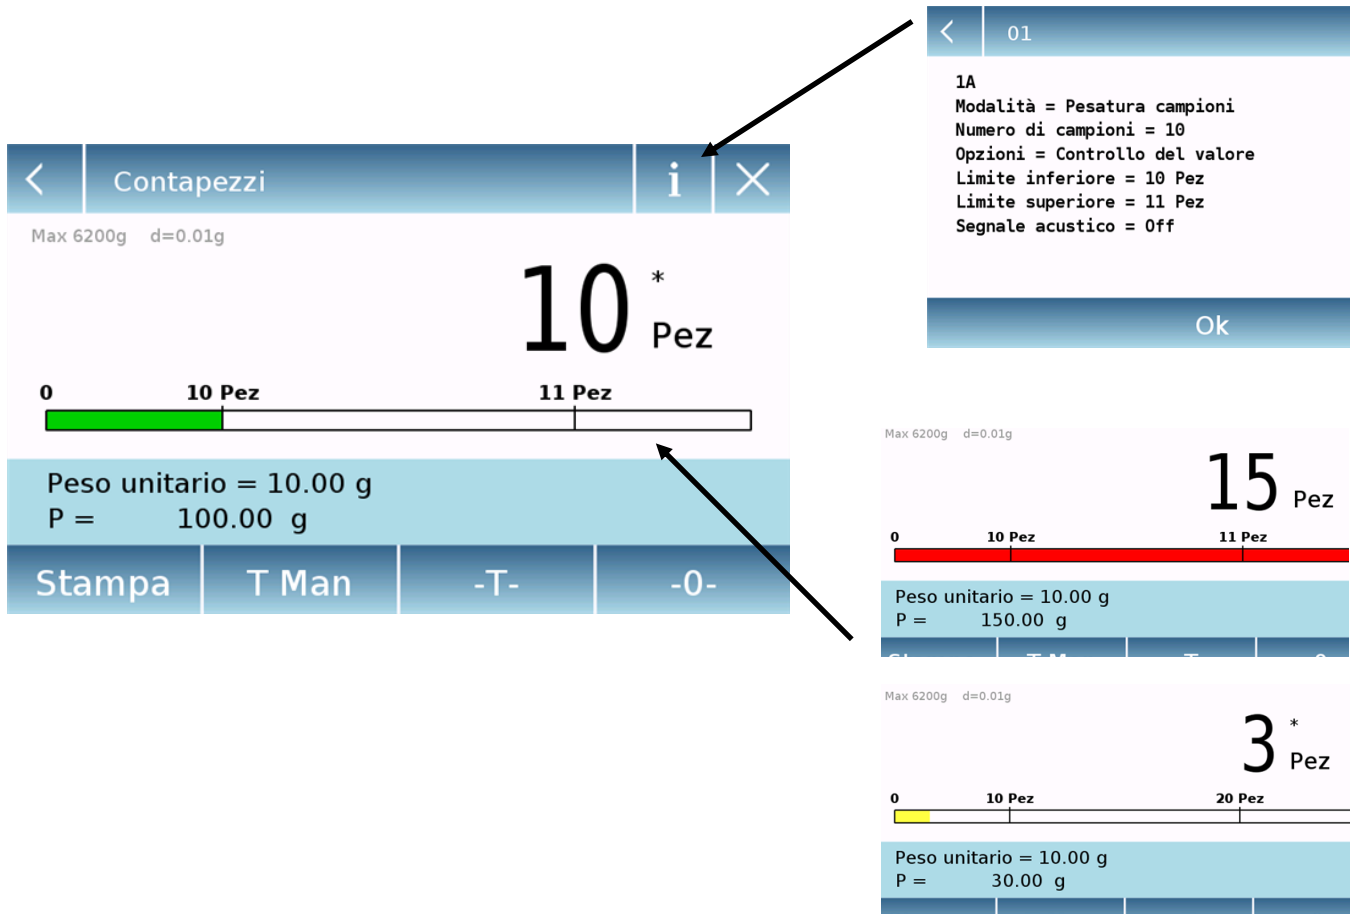 Contapezzi i
Max 6200g d=0.01g
10 *
Pez
0 10 Pez 11 Pez
Peso unitario = 10.00 g
P = 100.00 g
Stampa T Man -T- -0-
01
1A
Modalità = Pesatura campioni
Numero di campioni = 10
Opzioni = Controllo del valore
Limite inferiore = 10 Pez
Limite superiore = 11 Pez
Segnale acustico = Off
Ok
Max 6200g d=0.01g
15 Pez
0 10 Pez 11 Pez
Peso unitario = 10.00 g
P = 150.00 g
Max 6200g d=0.01g
3 *
Pez
0 10 Pez 20 Pez
Peso unitario = 10.00 g
P = 30.00 g